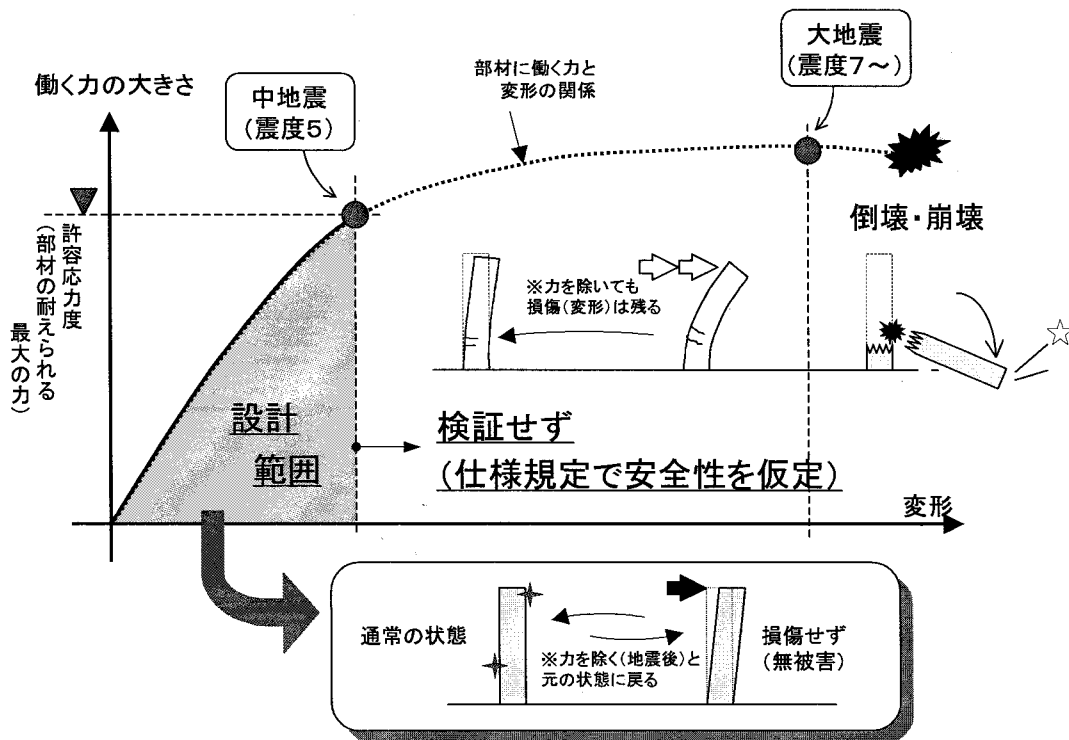 働く力の大きさ
中地震
(震度5)
部材に働く力と
変形の関係
大地震
(震度7～)
許容応力度
(部材の耐えられる
最大の力)
倒壊・崩壊
※力を除いても
損傷(変形)は残る
設計
範囲
検証せず
(仕様規定で安全性を仮定)
変形
通常の状態
※力を除く(地震後)と
元の状態に戻る
損傷せず
(無被害)